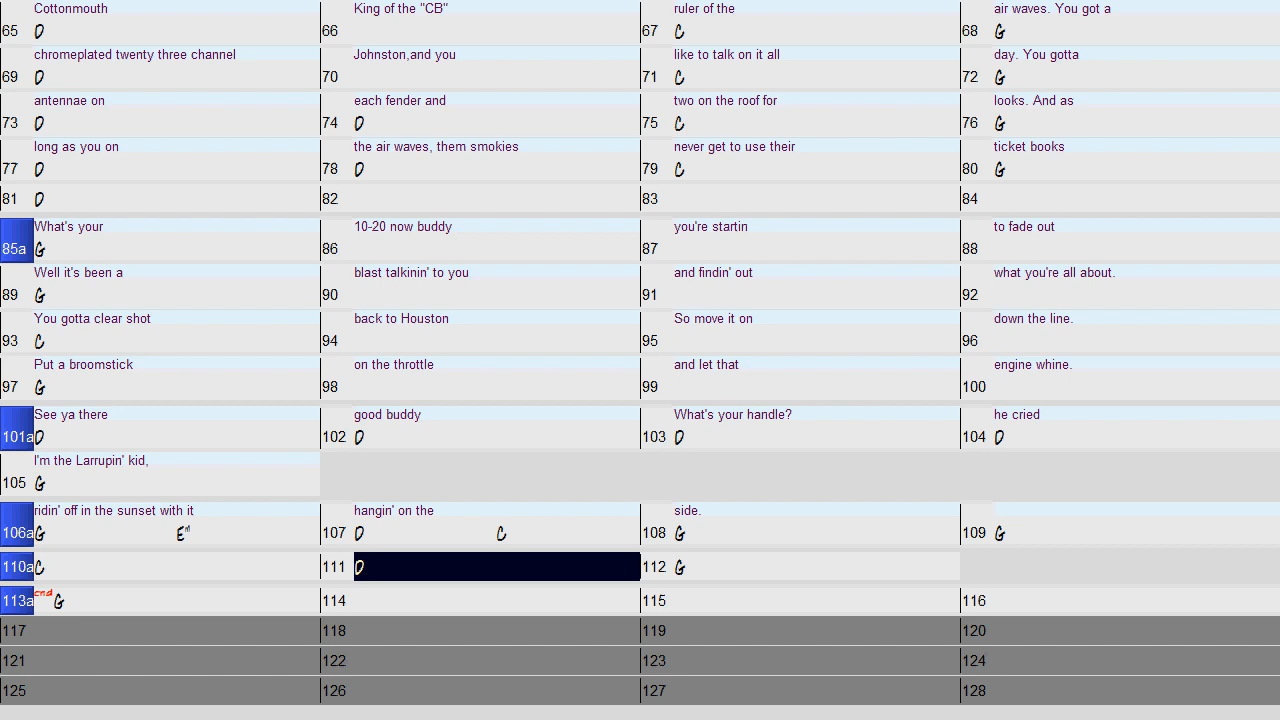 Cottonmouth King of the "CB" ruler of the air waves. You got a
65 D 66 67 C 68 G
chromeplated twenty three channel Johnston,and you like to talk on it all day. You gotta
69 D 70 71 C 72 G
antennae on each fender and two on the roof for looks. And as
73 D 74 D 75 C 76 G
long as you on the air waves, them smokies never get to use their ticket books
77 D 78 D 79 C 80 G
81 D 82 83 84
What's your 10-20 now buddy you're startin to fade out
85a G 86 87 88
Well it's been a blast talkinin' to you and findin' out what you're all about.
89 G 90 91 92
You gotta clear shot back to Houston So move it on down the line.
93 C 94 95 96
Put a broomstick on the throttle and let that engine whine.
97 G 98 99 100
See ya there good buddy What's your handle? he cried
101a D 102 D 103 D 104 D
I'm the Larrupin' kid,
105 G
ridin' off in the sunset with it hangin' on the side.
106a G Em 107 D C 108 G 109 G
110a C 111 D 112 G
113a end G 114 115 116
117 118 119 120
121 122 123 124
125 126 127 128